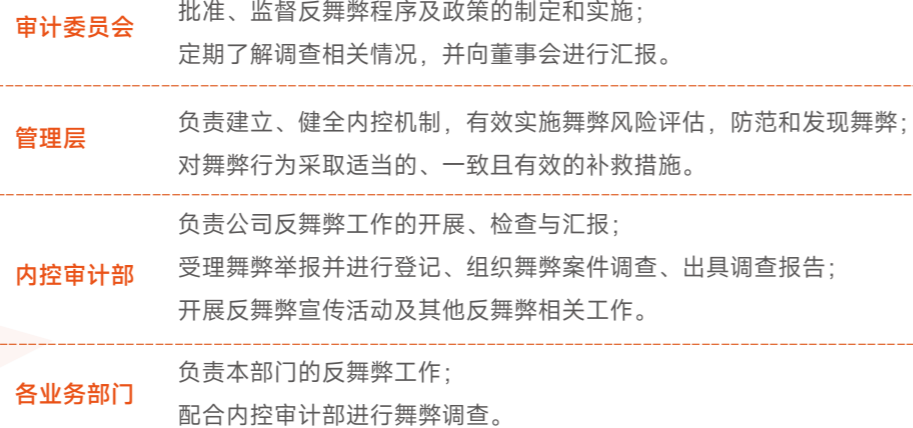 审计委员会
批准、监督反舞弊程序及政策的制定和实施；
定期了解调查相关情况，并向董事会进行汇报。
管理层
负责建立、健全内控机制，有效实施舞弊风险评估，防范和发现舞弊；
对舞弊行为采取适当的、一致且有效的补救措施。
内控审计部
负责公司反舞弊工作的开展、检查与汇报；
受理舞弊举报并进行登记、组织舞弊案件调查、出具调查报告；
开展反舞弊宣传活动及其他反舞弊相关工作。
各业务部门
负责本部门的反舞弊工作；
配合内控审计部进行舞弊调查。